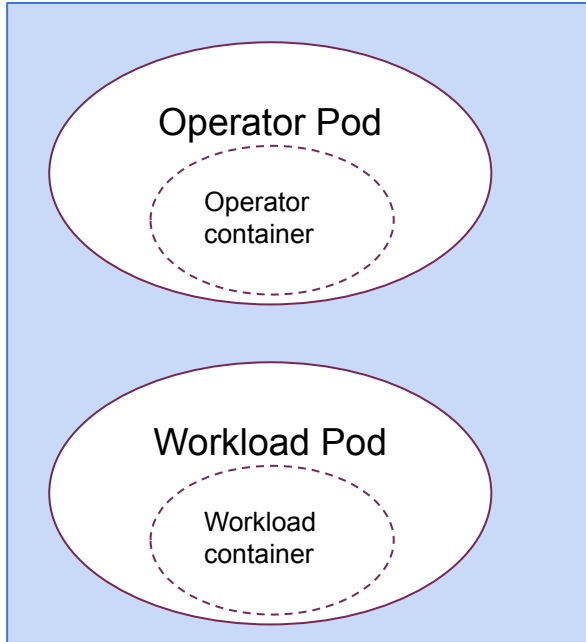 Operator Pod
Operator
container
Workload Pod
Workload
container